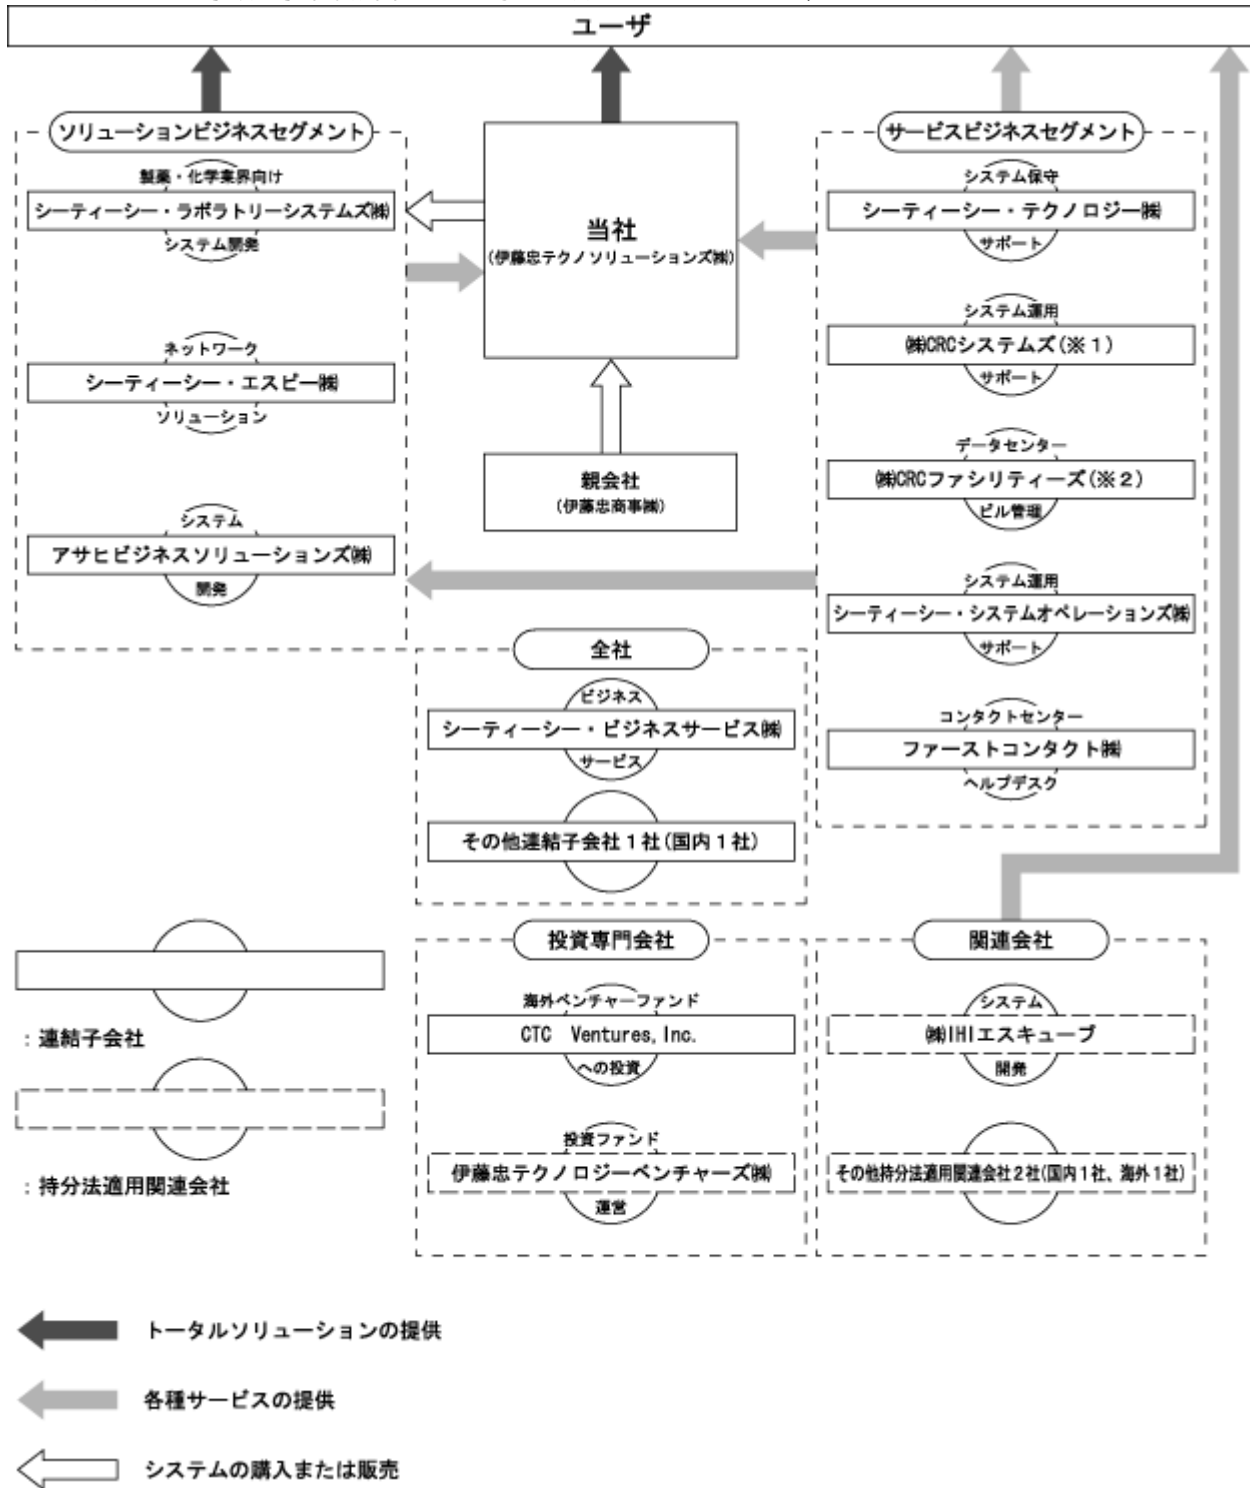 ユーザ
ソリューションビジネスセグメント
製薬・化学業界向け
シーティーシー・ラボラトリーシステムズ㈱
システム開発
ネットワーク
シーティーシー・エスピー㈱
ソリューション
システム
アサヒビジネスソリューションズ㈱
開発
当社
(伊藤忠テクノソリューションズ㈱)
親会社
(伊藤忠商事㈱)
サービスビジネスセグメント
システム保守
シーティーシー・テクノロジー㈱
サポート
システム運用
㈱CRCシステムズ(※１)
サポート
データセンター
㈱CRCファシリティーズ(※２)
ビル管理
システム運用
シーティーシー・システムオペレーションズ㈱
サポート
コンタクトセンター
ファーストコンタクト㈱
ヘルプデスク
全社
ビジネス
シーティーシー・ビジネスサービス㈱
サービス
その他連結子会社１社(国内１社)
投資専門会社
海外ベンチャーファンド
CTC Ventures, Inc.
への投資
投資ファンド
伊藤忠テクノロジーベンチャーズ㈱
運営
関連会社
システム
㈱IHIエスキューブ
開発
その他持分法適用関連会社２社(国内１社、海外１社)
：連結子会社
：持分法適用関連会社
トータルソリューションの提供
各種サービスの提供
システムの購入または販売